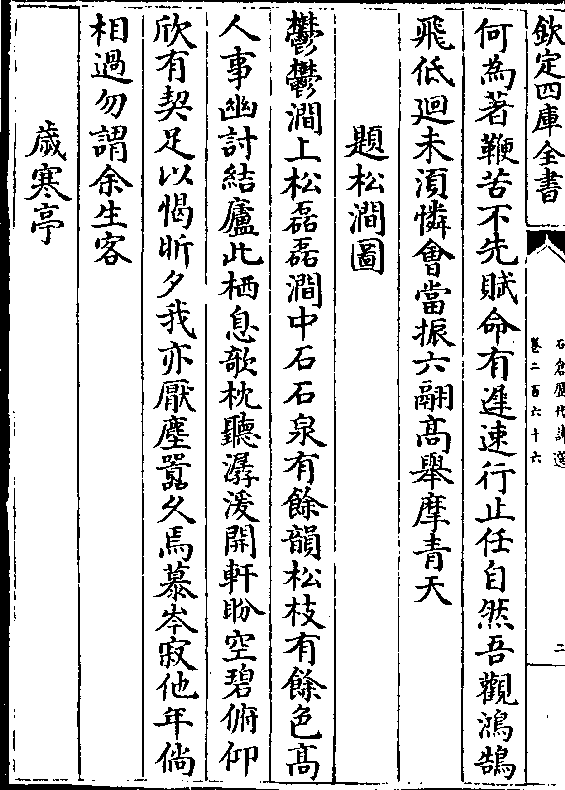 欽定四庫全書
石倉歷代詩選
卷二百六十六
二
何為著鞭苦不先賦命有遲速行止任自然吾觀鴻鵠
飛低迴未須憐會當振六翮高舉摩青天
題松澗圖
鬱鬱澗上松磊磊澗中石石泉有餘韻松枝有餘色高
人事幽討結廬此栖息欹枕聽潺湲開軒盼空碧俯仰
欣有契足以愒昕夕我亦厭塵囂久焉慕岑寂他年倘
相過勿謂余生客
歲寒亭